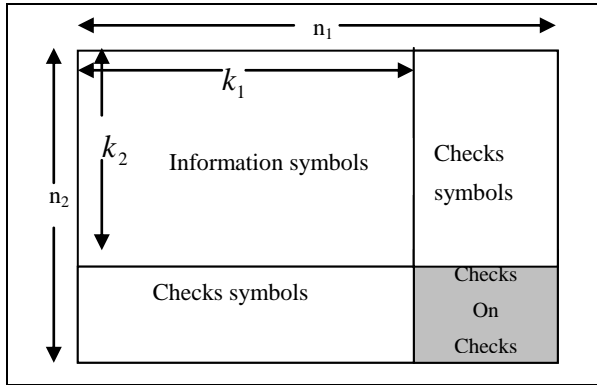 n₁
k₁
k₂
Information symbols
Checks
symbols
n₂
Checks symbols
Checks
On
Checks